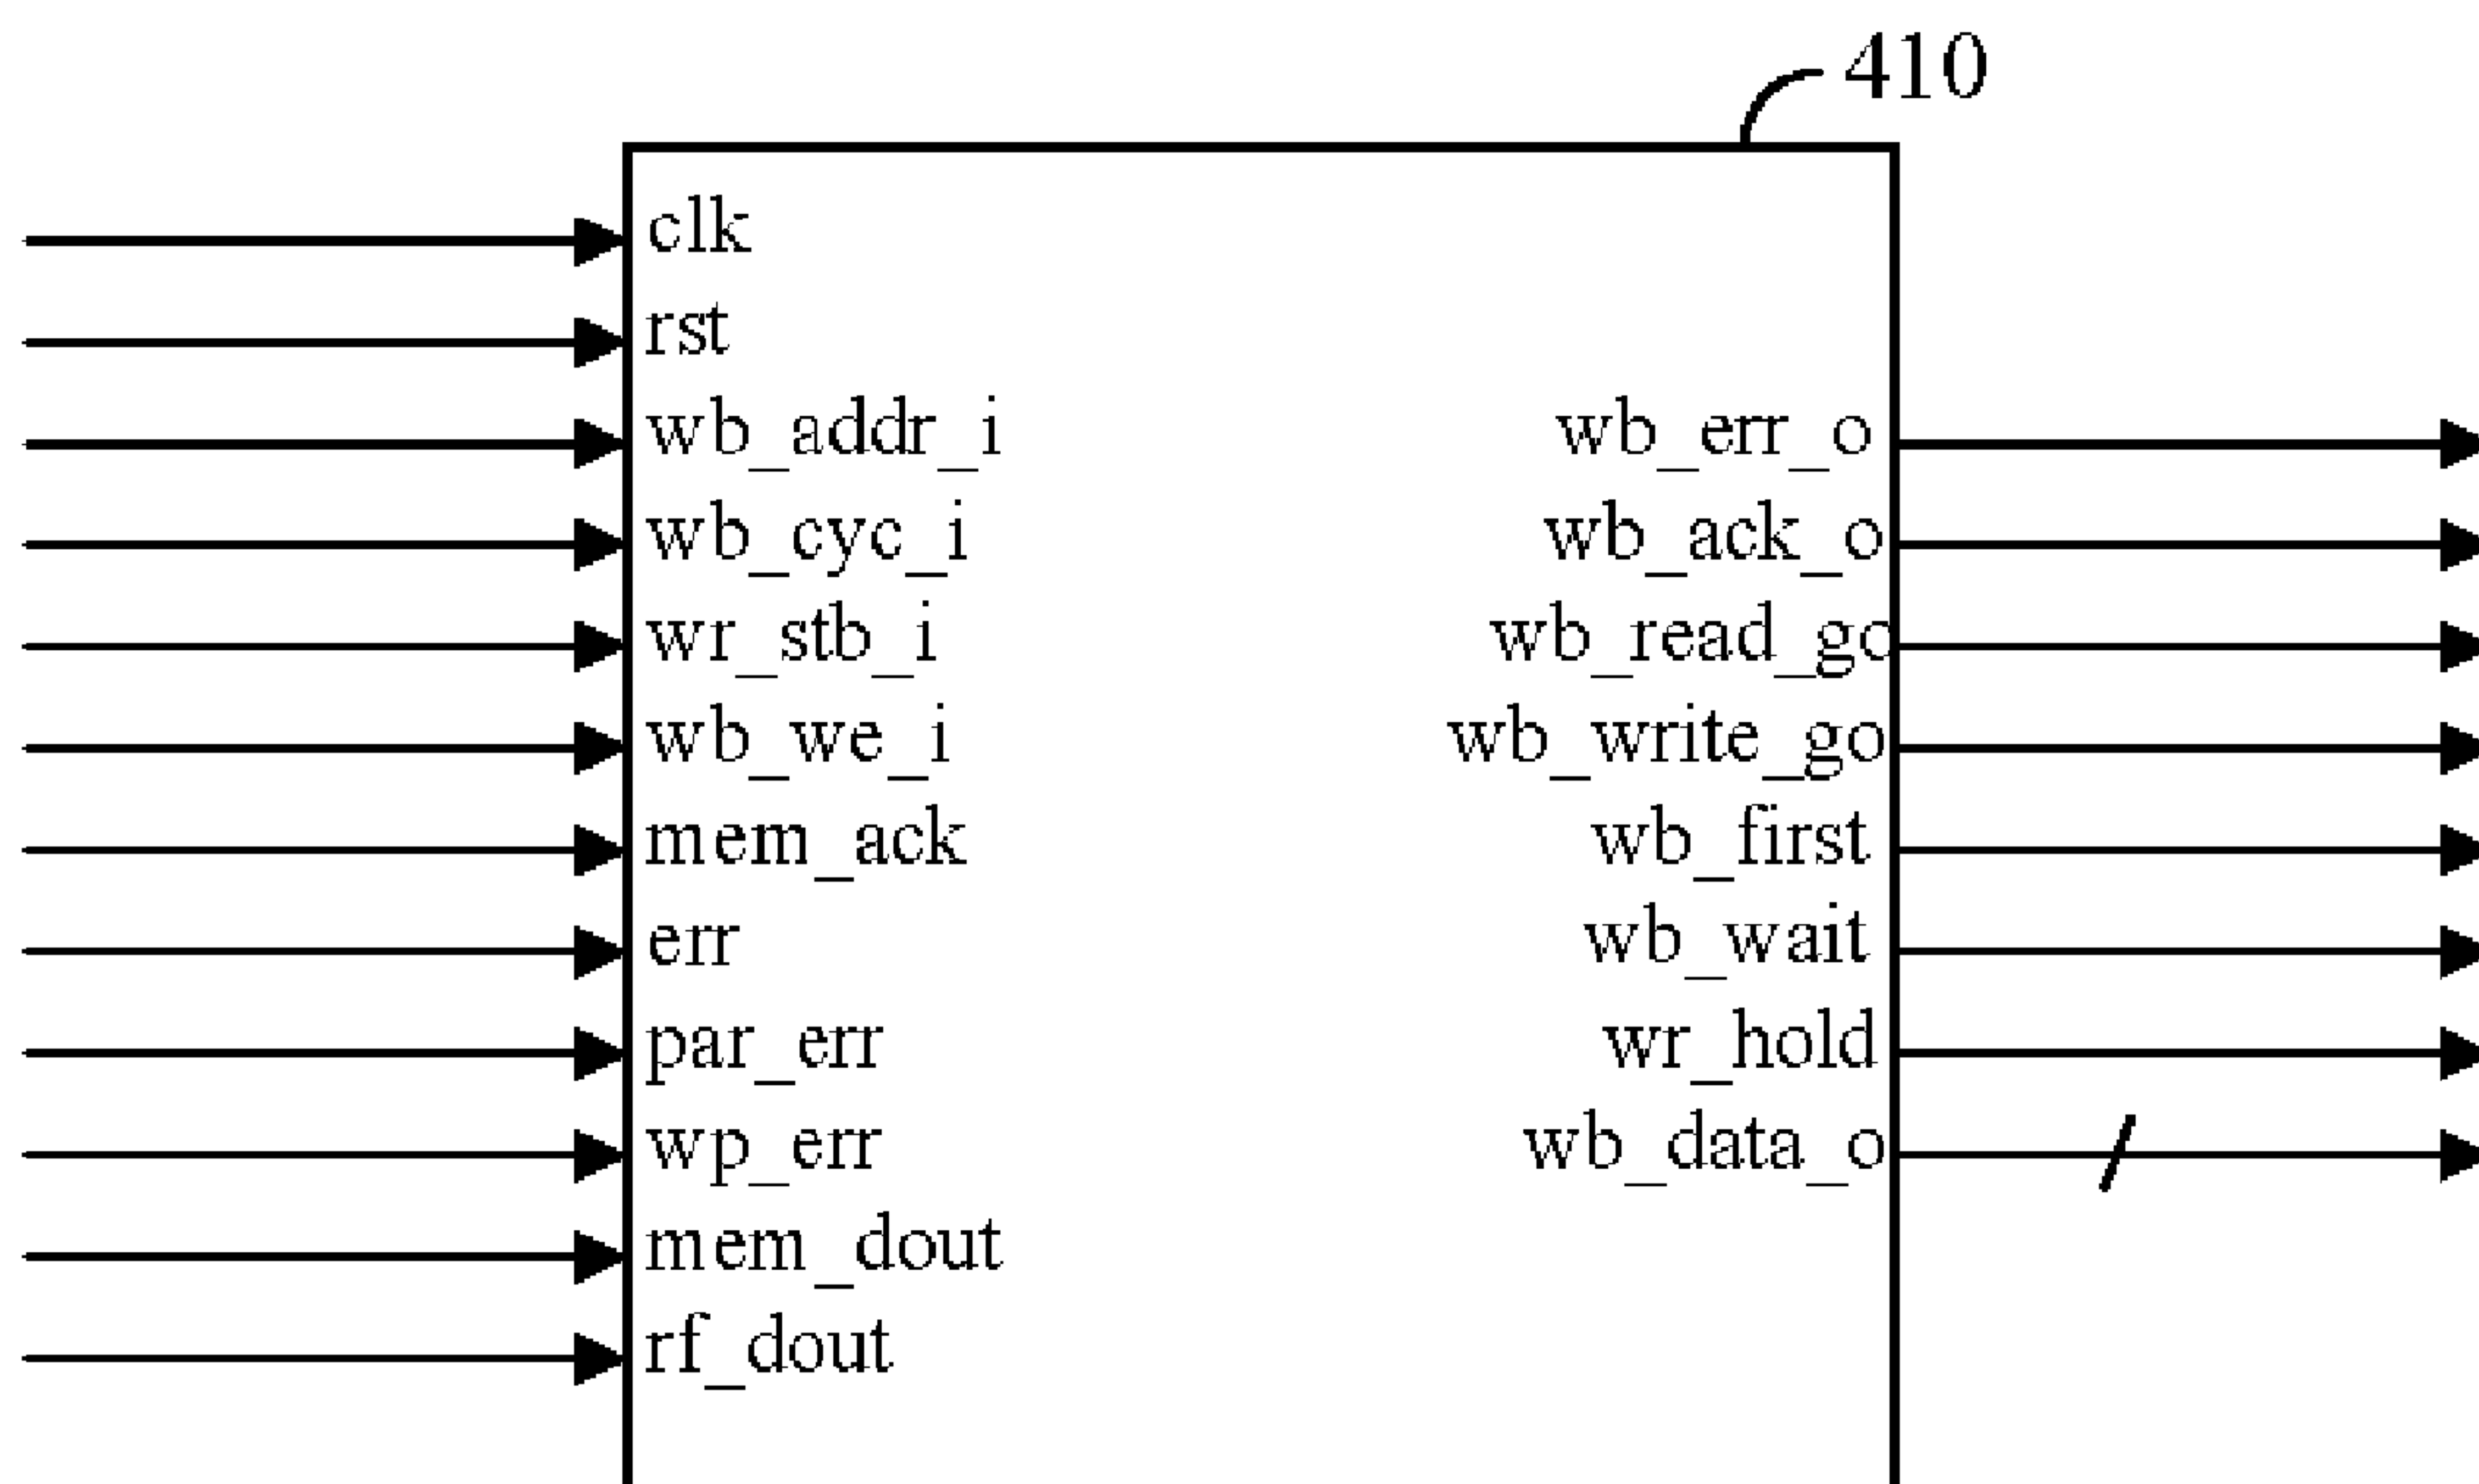 410
clk
rst
wb_addr_i
wb_err_o
wb_cyc_i
wb_ack_o
wr_stb_i
wb_read_go
wb_we_i
wb_write_go
mem_ack
wb_first
err
wb_wait
par_err
wr_hold
wp_err
wb_data_o
mem_dout
rf_dout